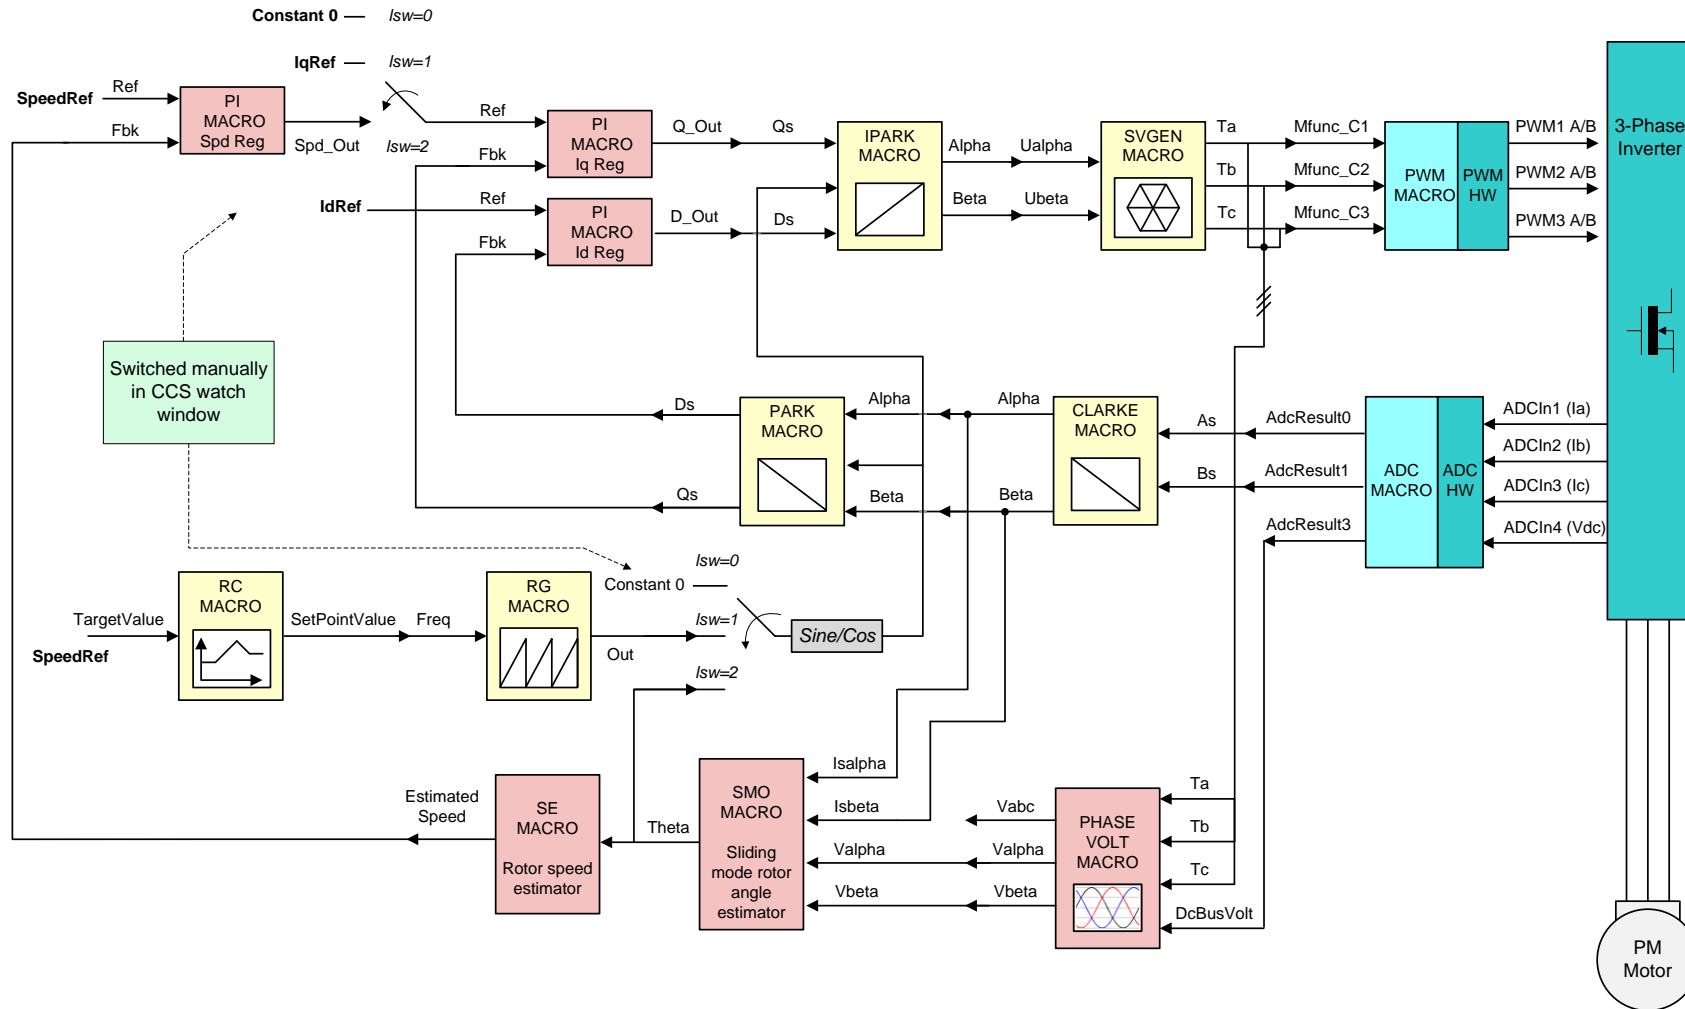 Constant 0
lsw=0
IqRef
lsw=1
SpeedRef
Ref
Fbk
PI
MACRO
Spd Reg
Spd_Out
lsw=2
Ref
Fbk
PI
MACRO
Iq Reg
Q_Out
Qs
IdRef
Ref
Fbk
PI
MACRO
Id Reg
D_Out
Ds
IPARK
MACRO
Alpha
Ualpha
Beta
Ubeta
SVGEN
MACRO
Ta
Tb
Tc
Mfunc_C1
Mfunc_C2
Mfunc_C3
PWM
MACRO
PWM
HW
PWM1 A/B
PWM2 A/B
PWM3 A/B
3-Phase
Inverter
Switched manually
in CCS watch
window
Ds
Qs
PARK
MACRO
Alpha
Beta
Alpha
Beta
CLARKE
MACRO
As
Bs
AdcResult0
AdcResult1
AdcResult3
ADC
MACRO
ADC
HW
ADCIn1 (Ia)
ADCIn2 (Ib)
ADCIn3 (Ic)
ADCIn4 (Vdc)
TargetValue
SpeedRef
RC
MACRO
SetPointValue
Freq
RG
MACRO
Out
lsw=0
Constant 0
lsw=1
lsw=2
Sine/Cos
Estimated
Speed
SE
MACRO
Rotor speed
estimator
Theta
SMO
MACRO
Sliding
mode rotor
angle
estimator
Isalpha
Isbeta
Valpha
Vbeta
Vabc
Valpha
Vbeta
PHASE
VOLT
MACRO
Ta
Tb
Tc
DcBusVolt
PM
Motor